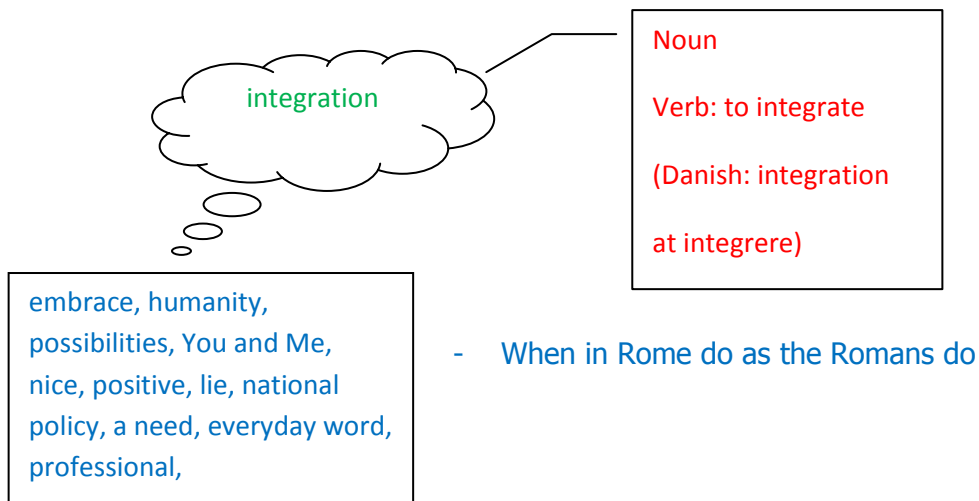 integration
Noun
Verb: to integrate
(Danish: integration
at integrere)
embrace, humanity,
possibilities, You and Me,
nice, positive, lie, national
policy, a need, everyday word,
professional,
- When in Rome do as the Romans do